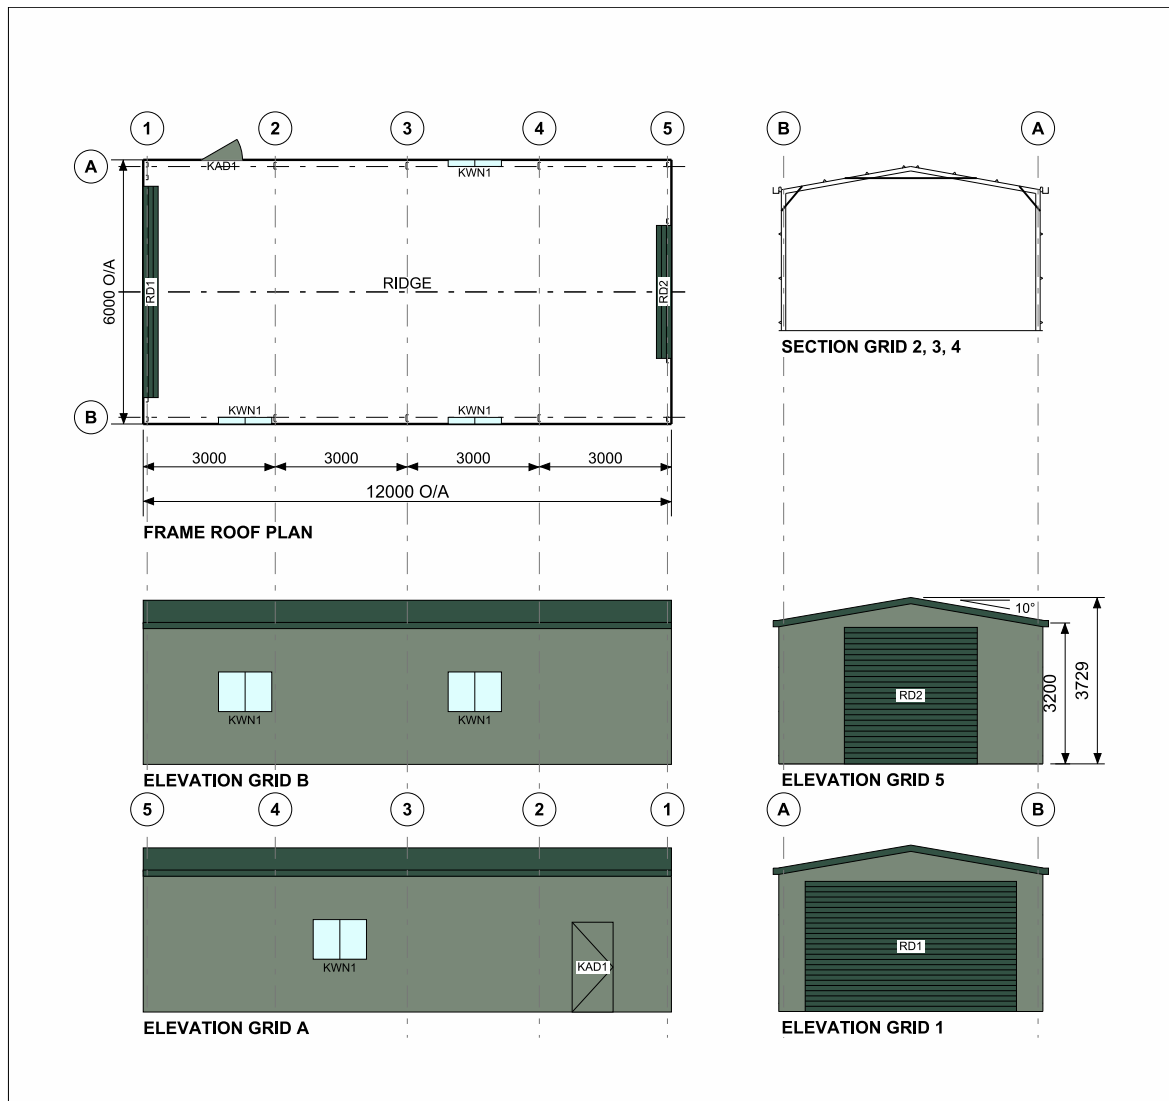 1 2 3 4 5
B A
A
KAD1
KWN1
6000 O/A
RD1
RIDGE
RD2
SECTION GRID 2, 3, 4
B
KWN1 KWN1
3000 3000 3000 3000
12000 O/A
FRAME ROOF PLAN
10°
KWN1 KWN1
RD2
3200
3729
ELEVATION GRID B
ELEVATION GRID 5
5 4 3 2 1
A B
KWN1
KAD1
RD1
ELEVATION GRID A
ELEVATION GRID 1